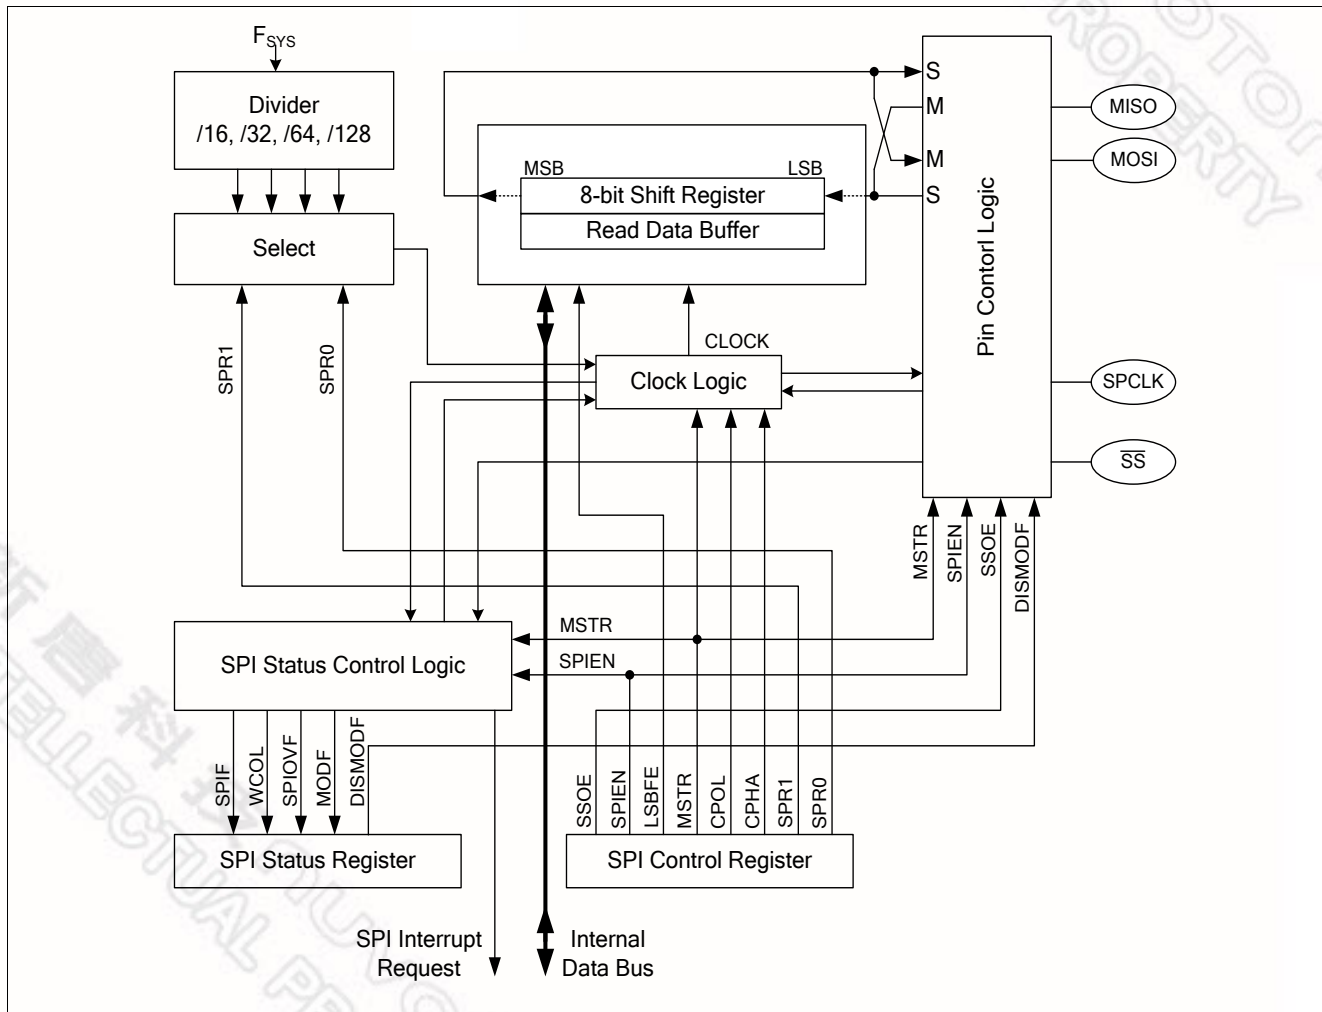 FSYS
Divider
/16, /32, /64, /128
Select
SPR1
SPR0
MSB
LSB
8-bit Shift Register
Read Data Buffer
CLOCK
Clock Logic
S
M
M
S
Pin Contorl Logic
MISO
MOSI
SPCLK
SS
MSTR
SPIEN
SSOE
DISMODF
MSTR
SPIEN
SPI Status Control Logic
SPIF
WCOL
SPIOVF
MODF
DISMODF
SPI Status Register
SSOE
SPIEN
LSBFE
MSTR
CPOL
CPHA
SPR1
SPR0
SPI Control Register
SPI Interrupt
Request
Internal
Data Bus